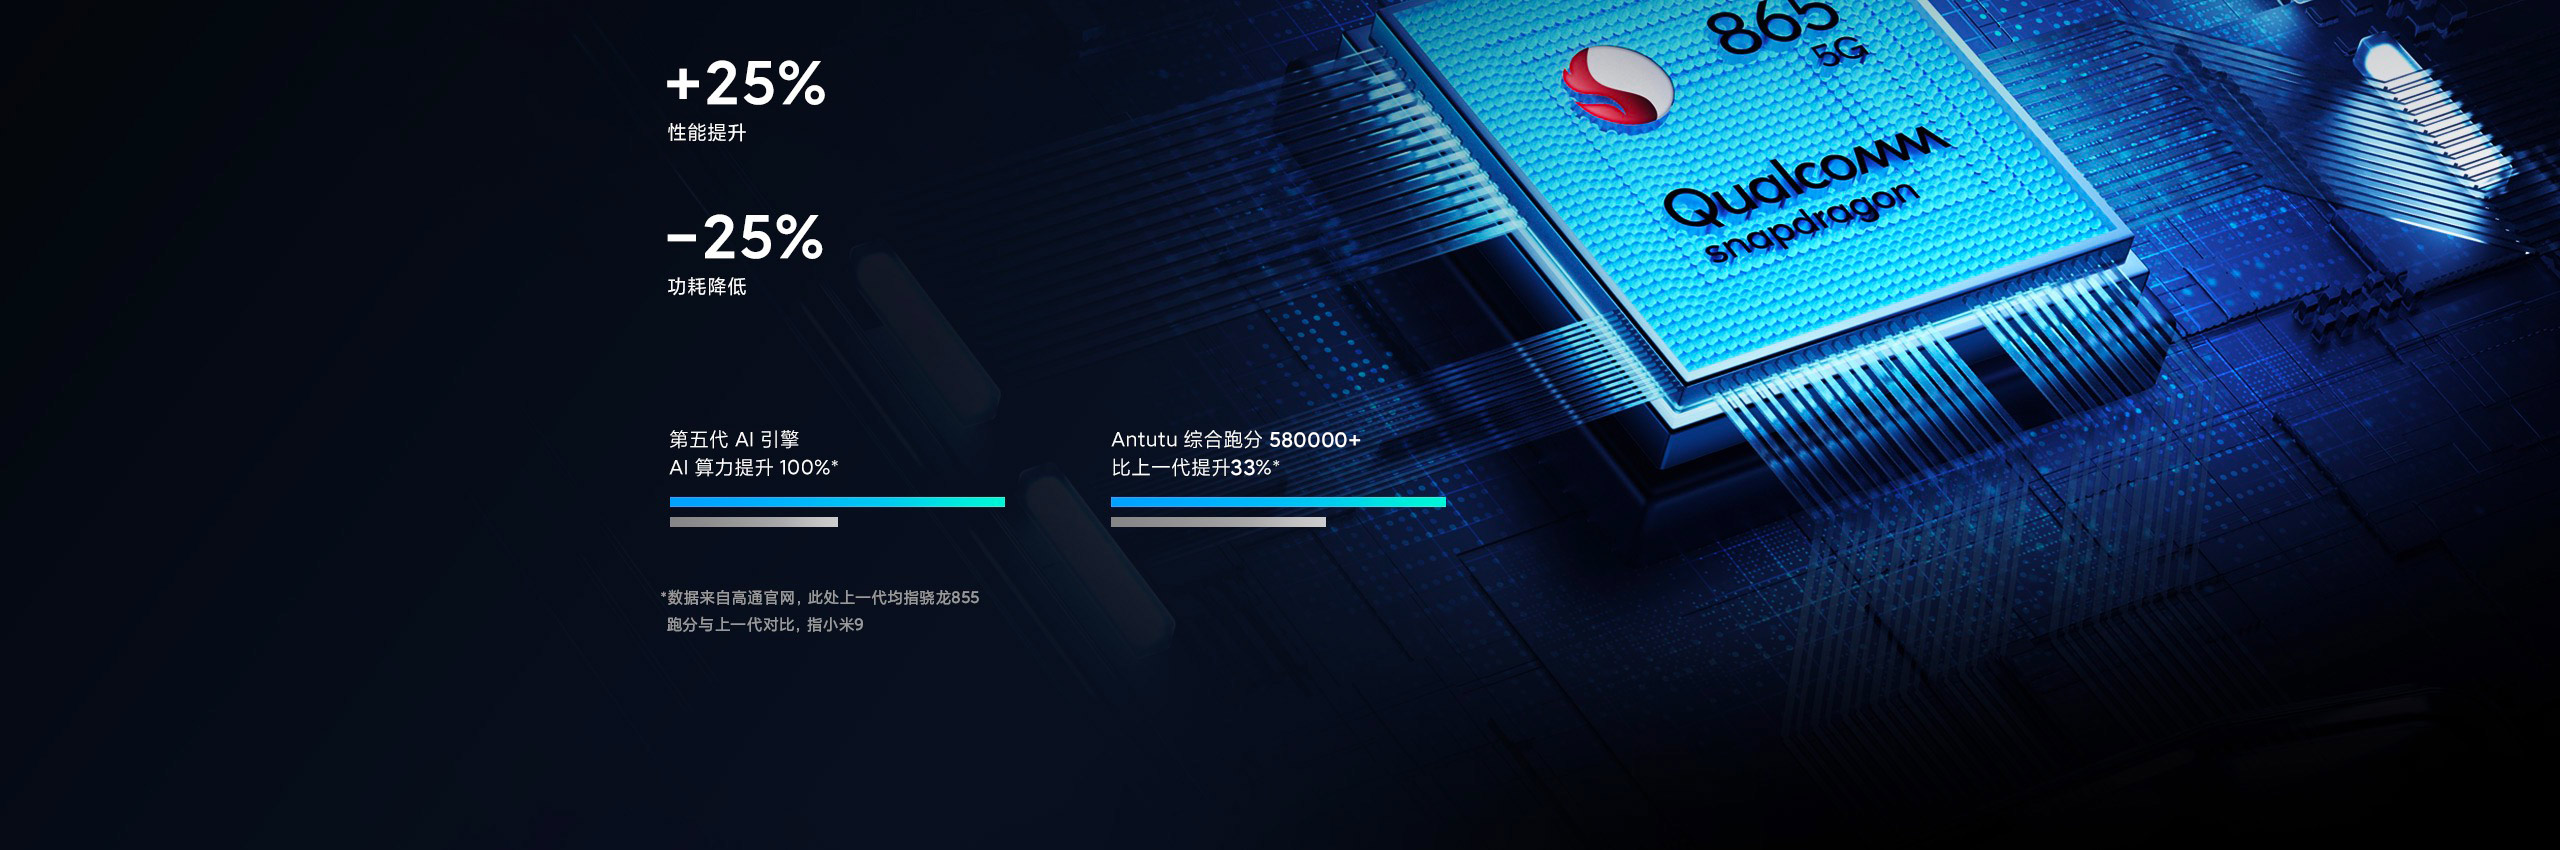 +25%
性能提升
-25%
功耗降低
第五代 AI 引擎
AI 算力提升 100%*
Antutu 综合跑分 580000+
比上一代提升33%*
*数据来自高通官网，此处上一代均指骁龙855
跑分与上一代对比，指小米9
865
5G
Qualcomm
snapdragon